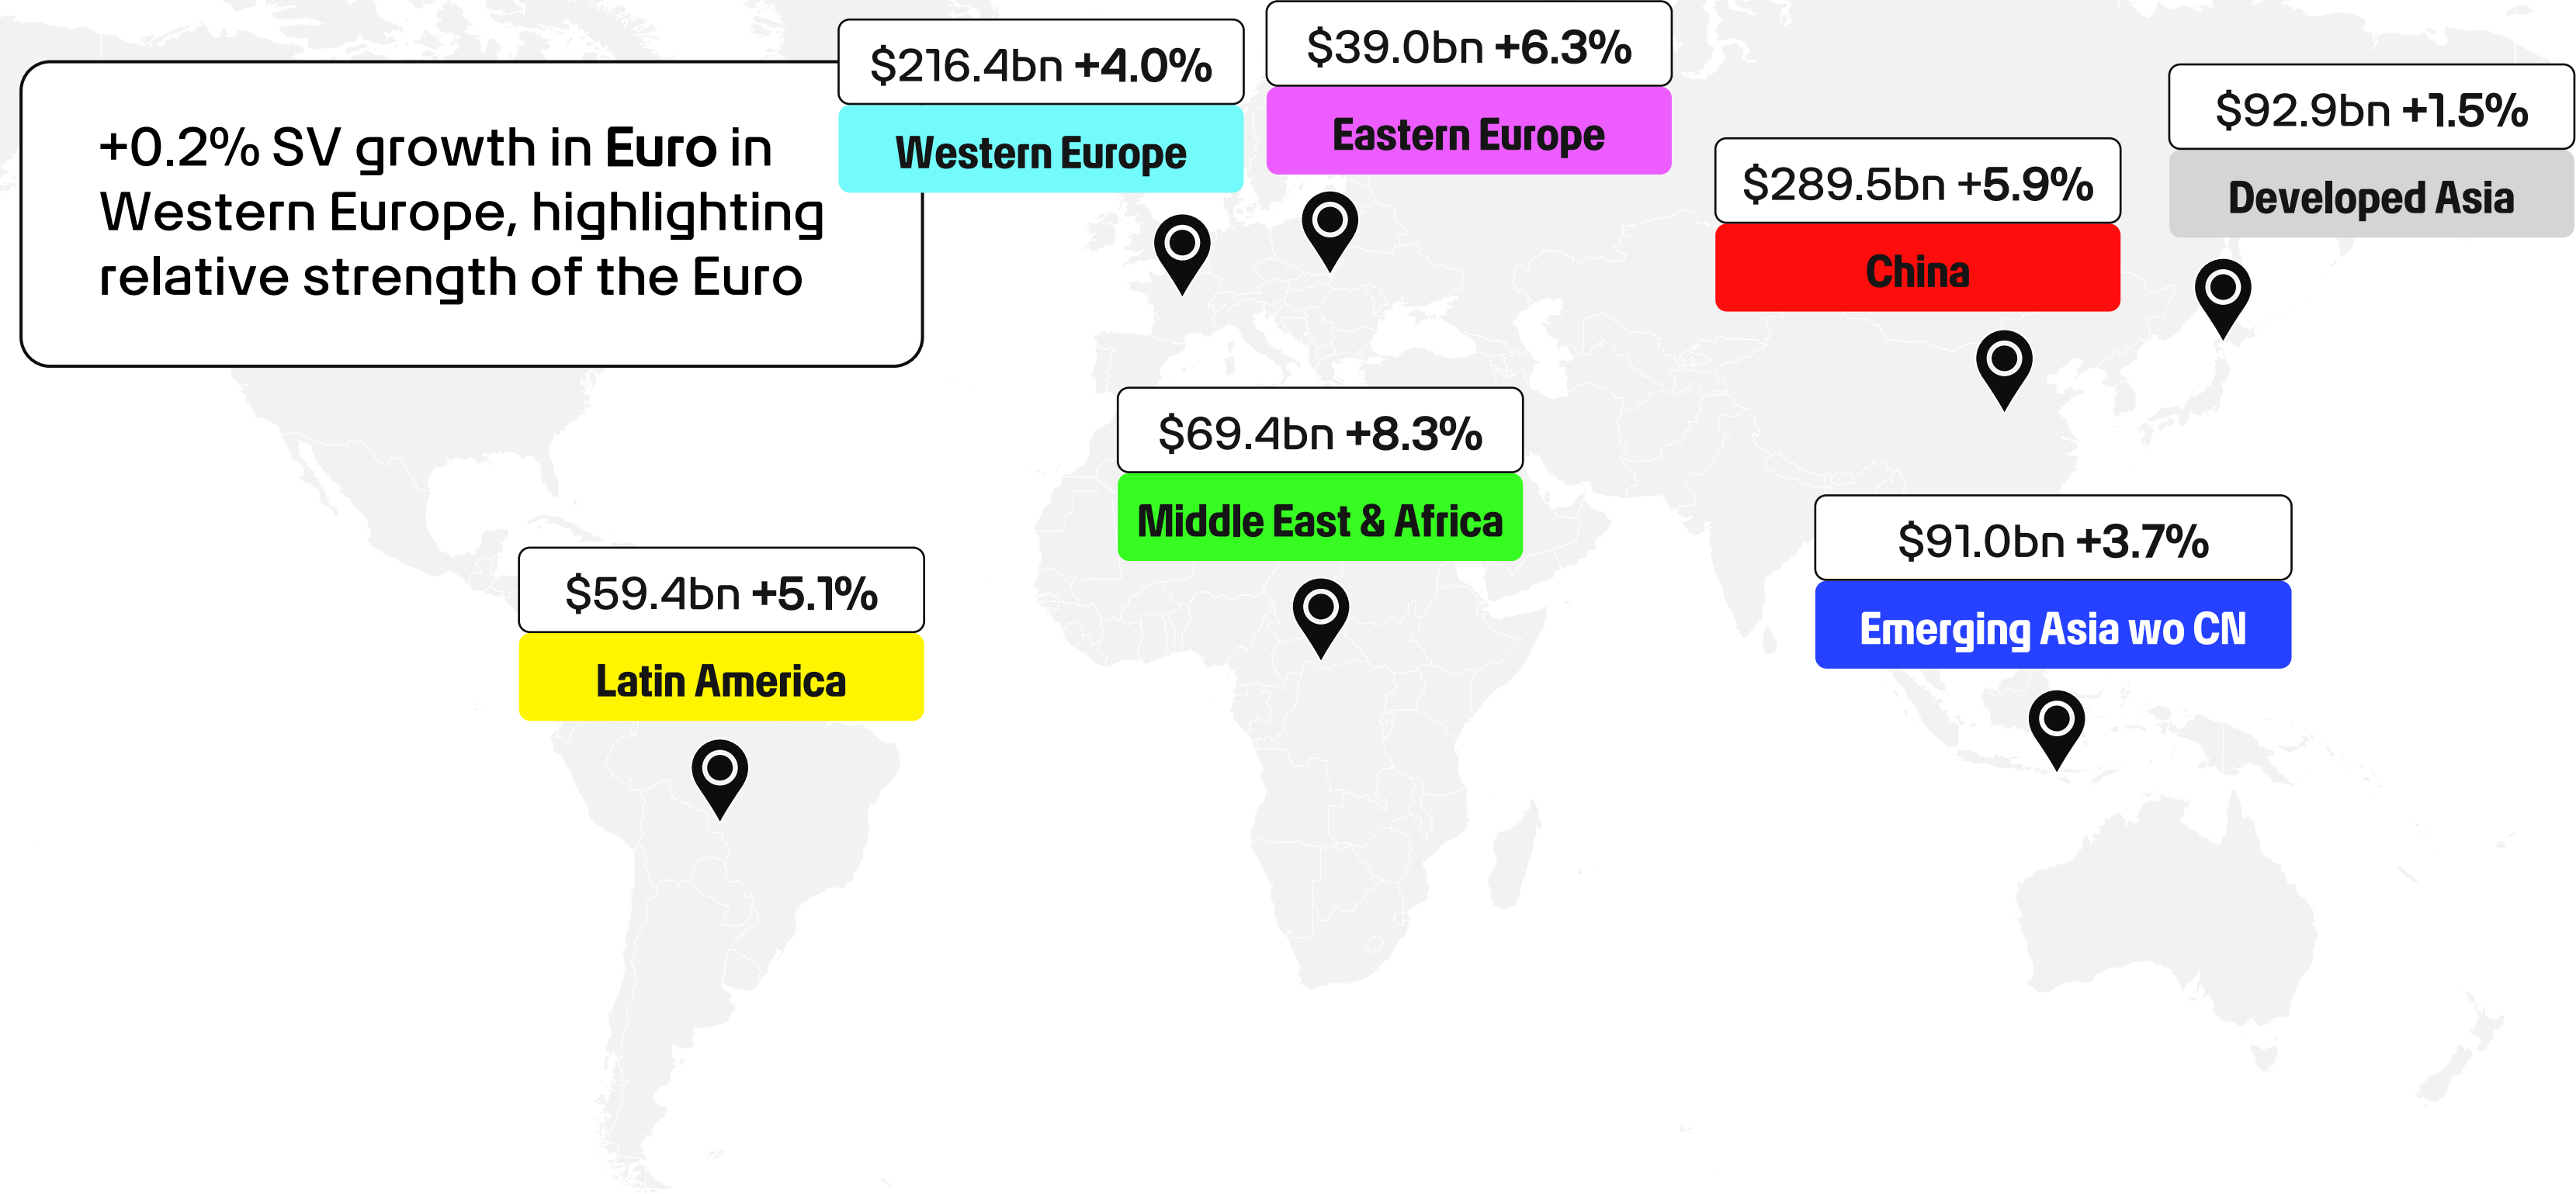 +0.2% SV growth in Euro in
Western Europe, highlighting
relative strength of the Euro
$216.4bn +4.0%
Western Europe
$39.0bn +6.3%
Eastern Europe
$289.5bn +5.9%
China
$92.9bn +1.5%
Developed Asia
$69.4bn +8.3%
Middle East & Africa
$59.4bn +5.1%
Latin America
$91.0bn +3.7%
Emerging Asia wo CN